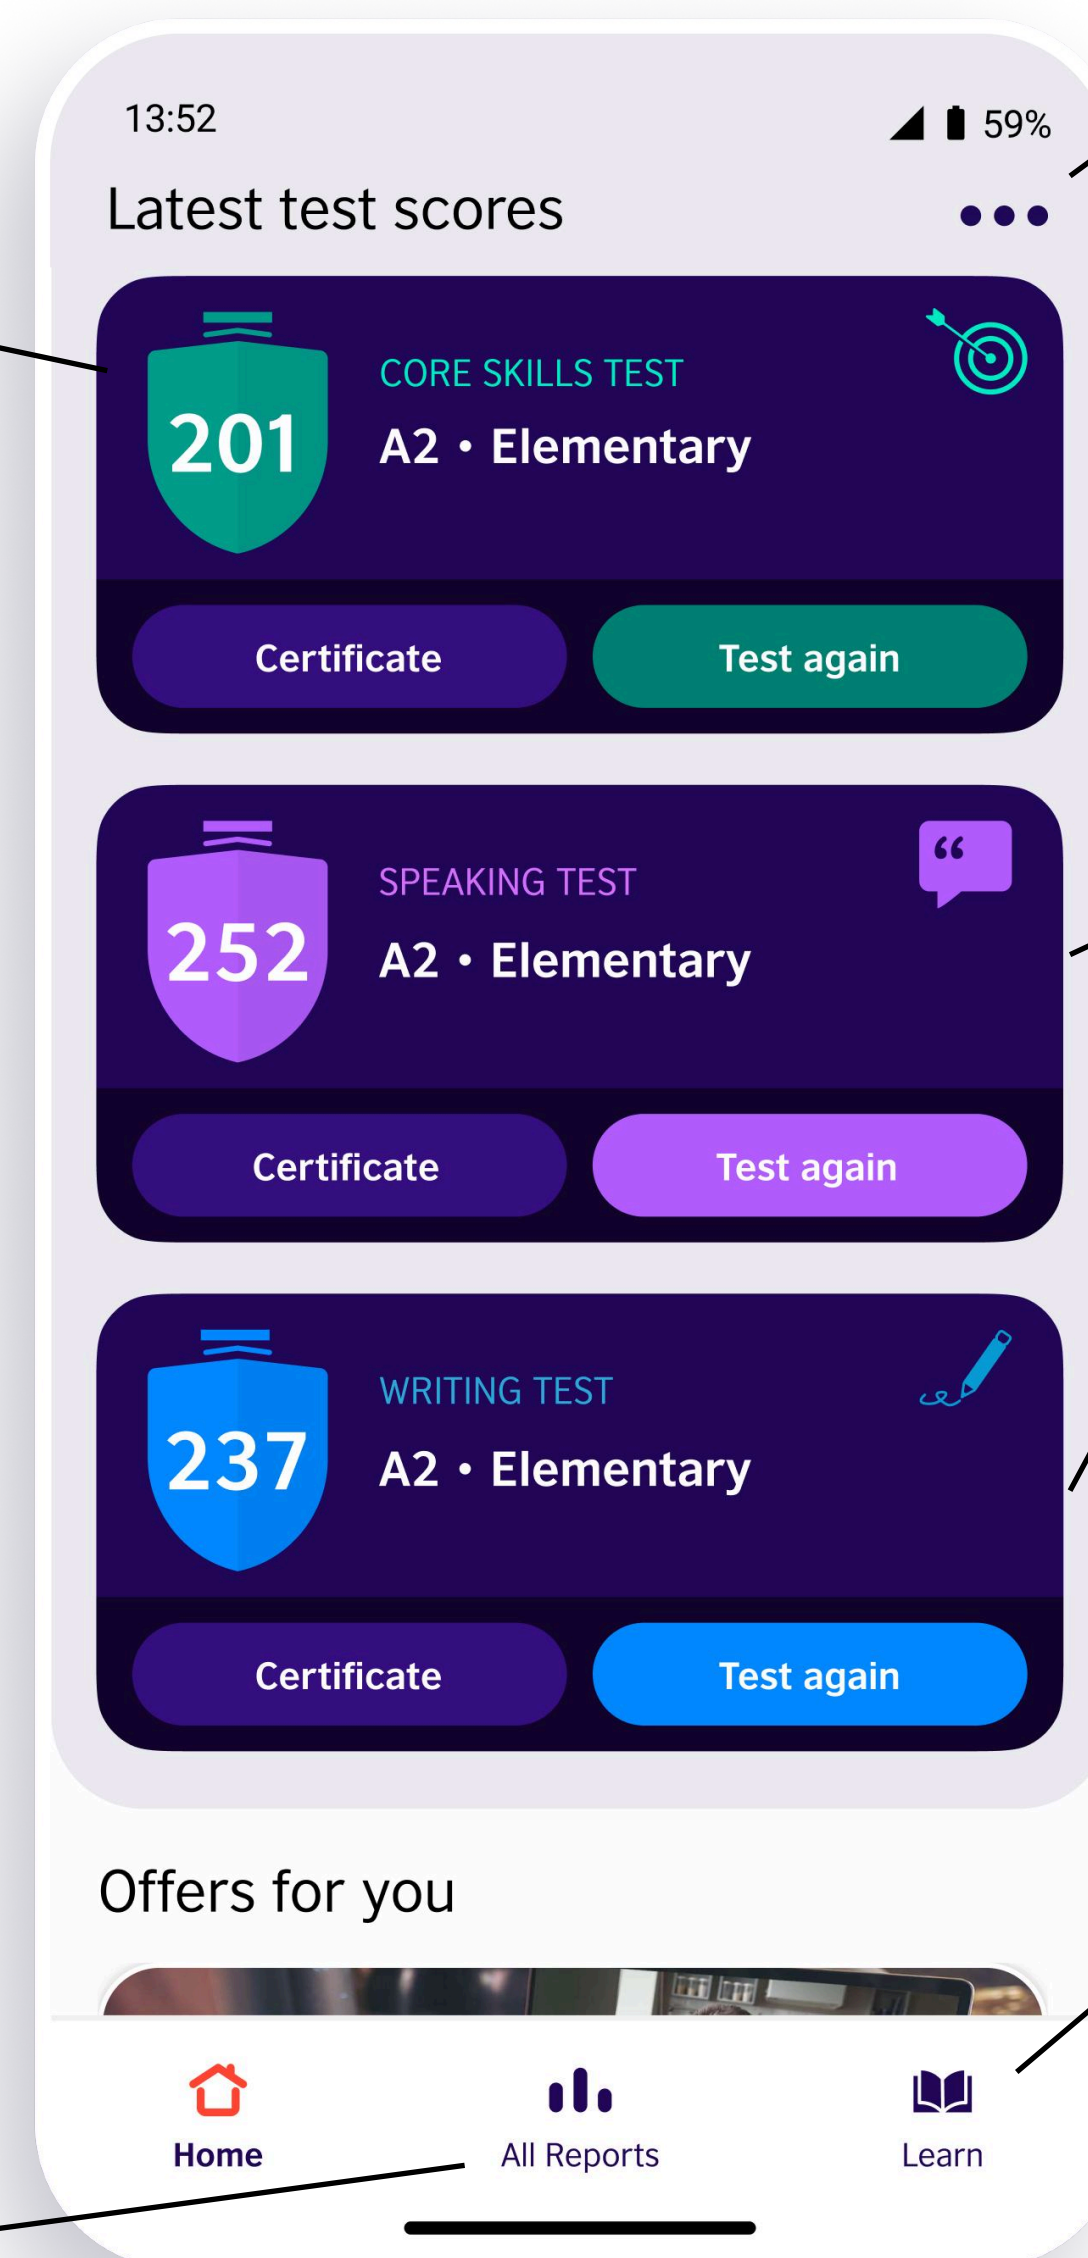 13:52
59%
Latest test scores
201
CORE SKILLS TEST
A2 • Elementary
Certificate
Test again
252
SPEAKING TEST
“
A2 • Elementary
Certificate
Test again
237
WRITING TEST
A2 • Elementary
Certificate
Test again
Offers for you
Home
All Reports
Learn